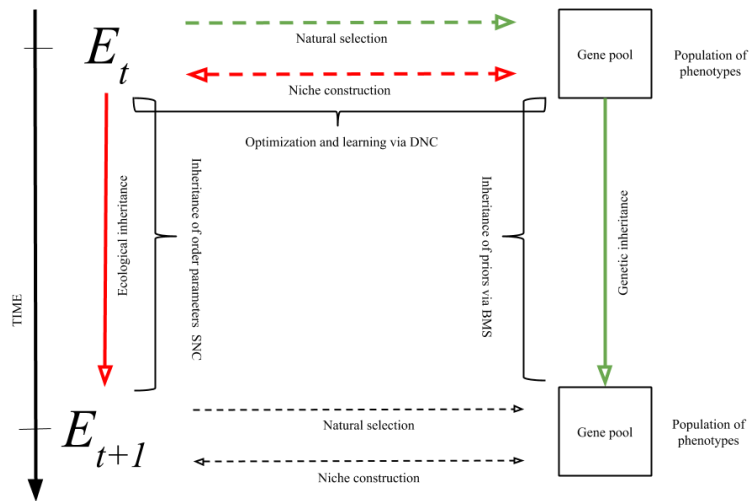 Natural selection
E_t
Gene pool
Population of
phenotypes
Niche construction
Optimization and learning via DNC
TIME
Ecological inheritance
Inheritance
of order parameters SNC
Inheritance of priors via BMS
Genetic inheritance
Natural selection
E_{t+1}
Gene pool
Population of
phenotypes
Niche construction